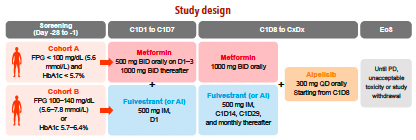 Study design
Screening
(Day -28 to -1)
C1D1 to C1D7
C1D8 to CxDx
Eo8
Cohort A
FPG < 100 mg/dL (5.6
mmol/L) and
HbA1c < 5.7%
Cohort B
FPG 100–140 mg/dL
(5.6–7.8 mmol/L) or
HbA1c 5.7–6.4%
Metformin
500 mg BID orally on D1–3
1000 mg BID thereafter
+
Fulvestrant (or AI)
500 mg IM,
D1
Metformin
1000 mg BID orally
Fulvestrant (or AI)
500 mg IM,
C1D14, C1D29,
and monthly thereafter
+
Alpelisib
300 mg QD orally
Starting from C1D8
Until PD,
unacceptable
toxicity or study
withdrawal